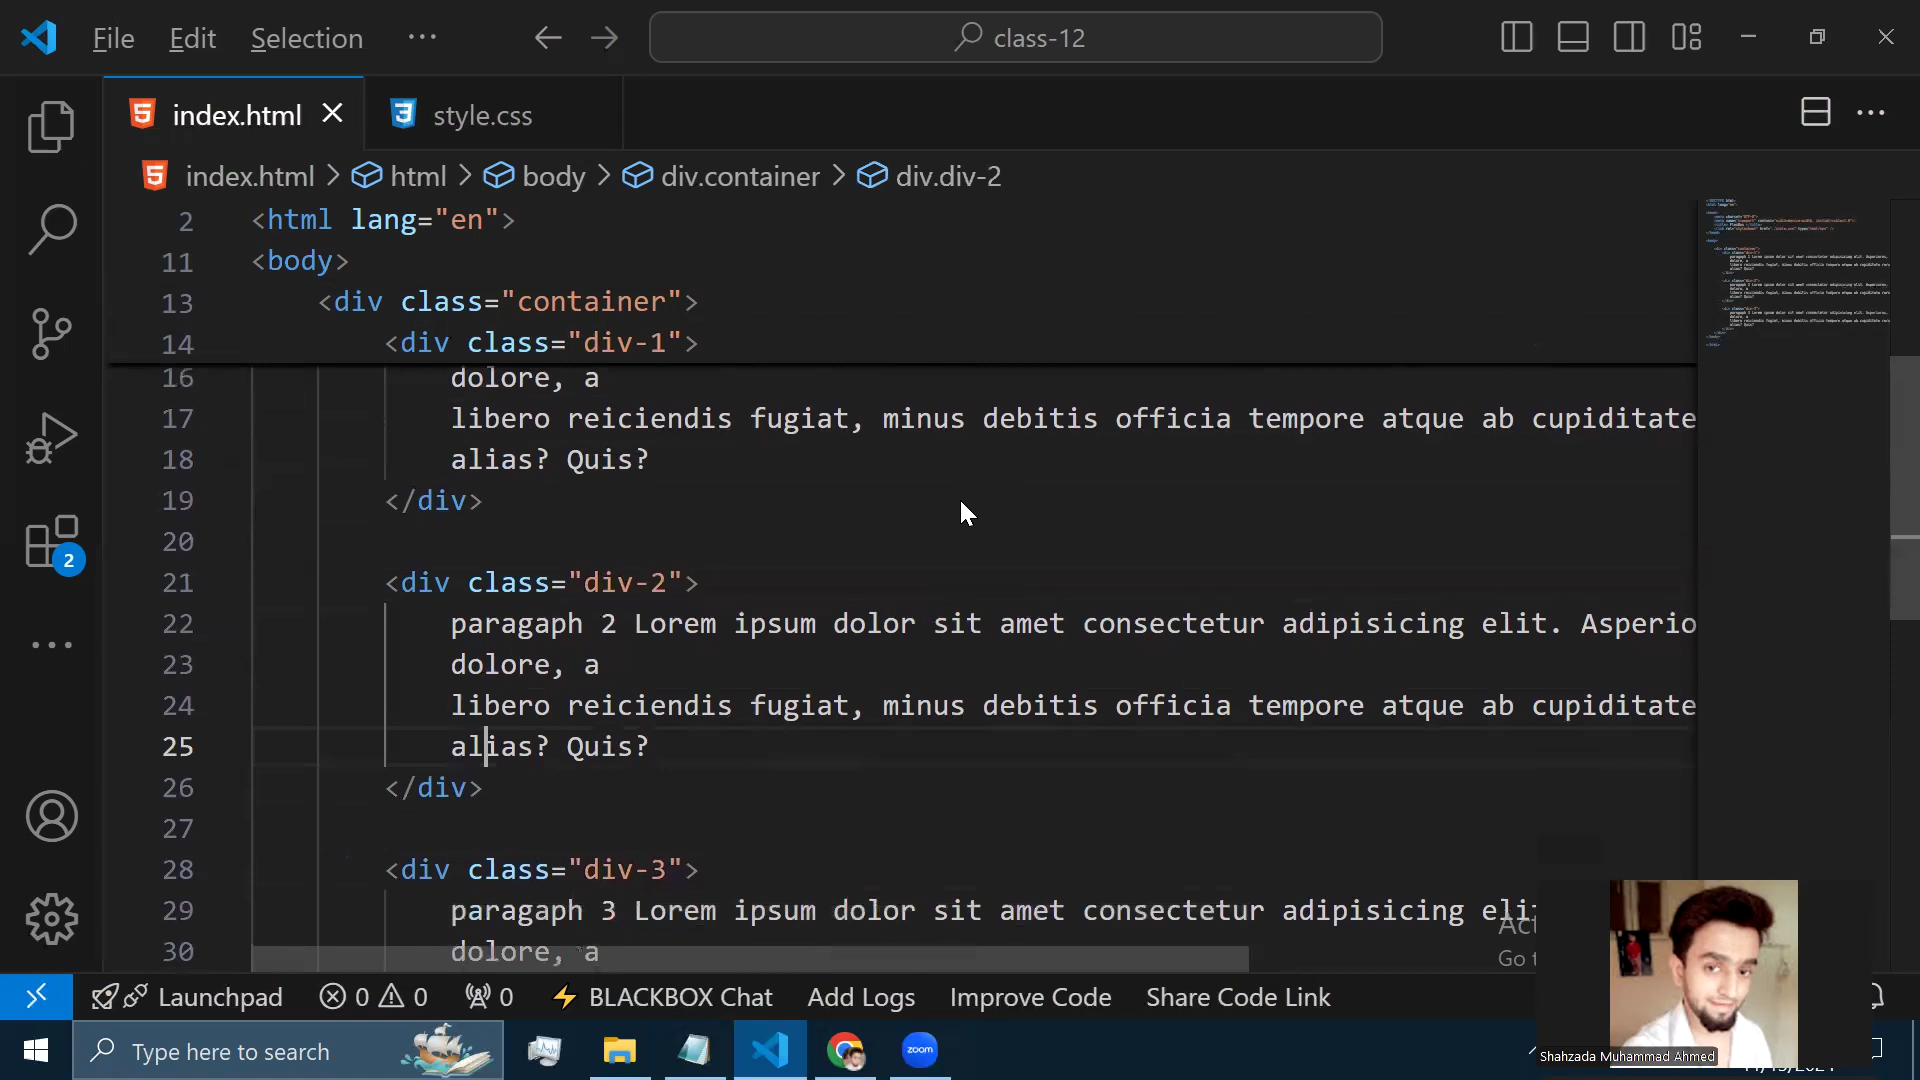 File Edit Selection ··· class-12
index.html style.css
index.html > html > body > div.container > div.div-2
2 <html lang="en">
11 <body>
13 <div class="container">
14 <div class="div-1">
16 dolore, a
17 libero reiciendis fugiat, minus debitis officia tempore atque ab cupiditate
18 alias? Quis?
19 </div>
20
21 <div class="div-2">
22 paragaph 2 Lorem ipsum dolor sit amet consectetur adipisicing elit. Asperio
23 dolore, a
24 libero reiciendis fugiat, minus debitis officia tempore atque ab cupiditate
25 alias? Quis?
26 </div>
27
28 <div class="div-3">
29 paragaph 3 Lorem ipsum dolor sit amet consectetur adipisicing elit
30 dolore, a
Act
Go t
2
Launchpad 0 0 0 BLACKBOX Chat Add Logs Improve Code Share Code Link
Type here to search
zoom
Shahzada Muhammad Ahmed